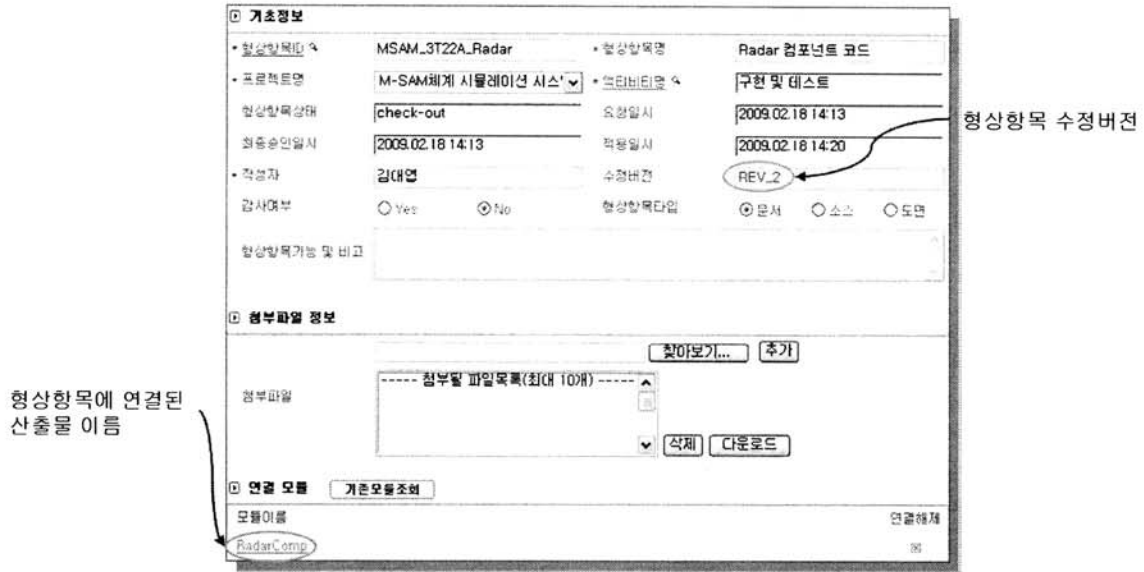 기초정보
• 형상항목ID MSAM_3T22A_Radar • 형상항목명 Radar 컴포넌트 코드
• 프로젝트명 M-SAM체계 시뮬레이션 시스' • 액티비티명 구현 및 테스트
형상항목상태 check-out 요청일시 2009.02.18 14:13
형상항목 수정버전
최종승인일시 2009.02.18 14:13 적용일시 2009.02.18 14:20
• 작성자 김대엽 수정버전 REV_2
감사여부 Yes No 형상항목타입 문서 소스 도면
형상항목기능 및 비고
첨부파일 정보
찾아보기... 추가
----- 첨부될 파일목록(최대 10개) -----
첨부파일
형상항목에 연결된
산출물 이름
삭제 다운로드
연결 모듈 기존모듈조회
모듈이름 연결해제
RadarComp